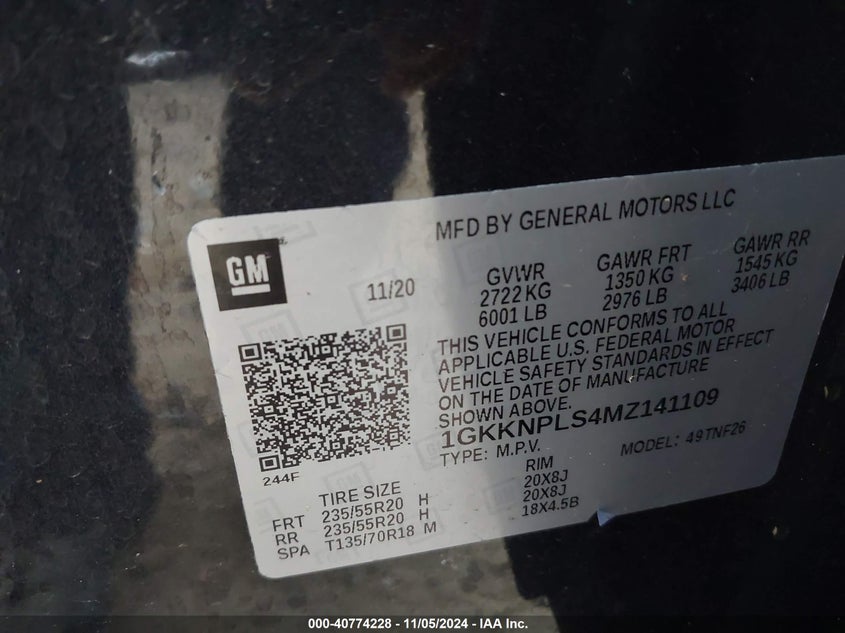 MFD BY GENERAL MOTORS LLC
GM
11/20
GVWR
2722 KG
6001 LB
GAWR FRT
1350 KG
2976 LB
GAWR RR
1545 KG
3406 LB
THIS VEHICLE CONFORMS TO ALL
APPLICABLE U.S. FEDERAL MOTOR
VEHICLE SAFETY STANDARDS IN EFFECT
ON THE DATE OF MANUFACTURE
SHOWN ABOVE.
1GKKNPLS4MZ141109
TYPE: M.P.V.
MODEL: 49TNF26
244F
TIRE SIZE
RIM
FRT 235/55R20 H 20X8J
RR 235/55R20 H 20X8J
SPA T135/70R18 M 18X4.5B
000-40774228 - 11/05/2024 - IAA Inc.